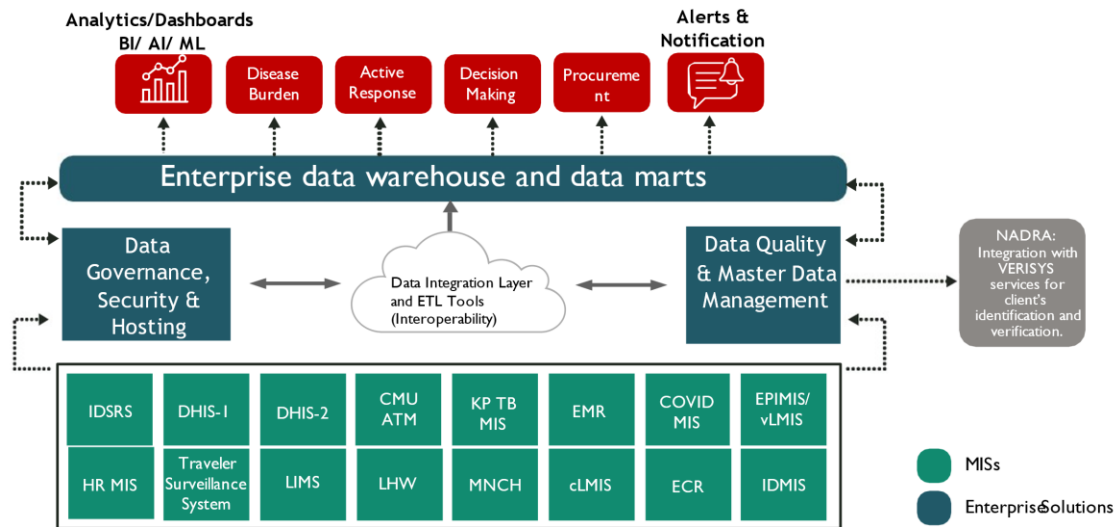 Analytics/Dashboards
BI/ AI/ ML
Alerts &
Notification
Disease
Burden
Active
Response
Decision
Making
Procureme
nt
Enterprise data warehouse and data marts
Data
Governance,
Security &
Hosting
Data Integration Layer
and ETL Tools
(Interoperability)
Data Quality
& Master Data
Management
NADRA:
Integration with
VERISYS
services for
client's
identification and
verification.
IDSRS
DHIS-1
DHIS-2
CMU
ATM
KP TB
MIS
EMR
COVID
MIS
EPIMIS/
vLMIS
HR MIS
Traveler
Surveillance
System
LIMS
LHW
MNCH
cLMIS
ECR
IDMIS
MISs
EnterpriseSolutions